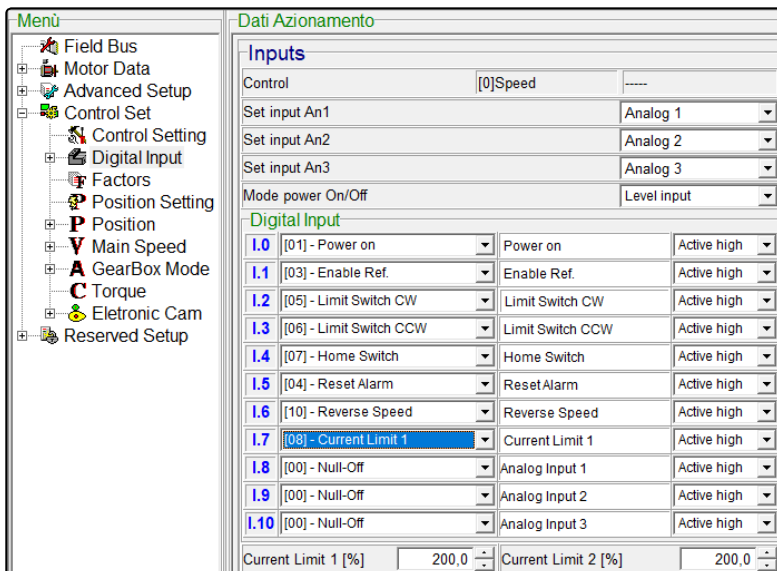 Menù
Field Bus
Motor Data
Advanced Setup
Control Set
Control Setting
Digital Input
Factors
Position Setting
P Position
V Main Speed
A GearBox Mode
C Torque
Eletronic Cam
Reserved Setup
Dati Azionamento
Inputs
Control [0]Speed -----
Set input An1 Analog 1
Set input An2 Analog 2
Set input An3 Analog 3
Mode power On/Off Level input
Digital Input
I.0 [01] - Power on Power on Active high
I.1 [03] - Enable Ref. Enable Ref. Active high
I.2 [05] - Limit Switch CW Limit Switch CW Active high
I.3 [06] - Limit Switch CCW Limit Switch CCW Active high
I.4 [07] - Home Switch Home Switch Active high
I.5 [04] - Reset Alarm Reset Alarm Active high
I.6 [10] - Reverse Speed Reverse Speed Active high
I.7 [08] - Current Limit 1 Current Limit 1 Active high
I.8 [00] - Null-Off Analog Input 1 Active high
I.9 [00] - Null-Off Analog Input 2 Active high
I.10 [00] - Null-Off Analog Input 3 Active high
Current Limit 1 [%] 200,0 Current Limit 2 [%] 200,0